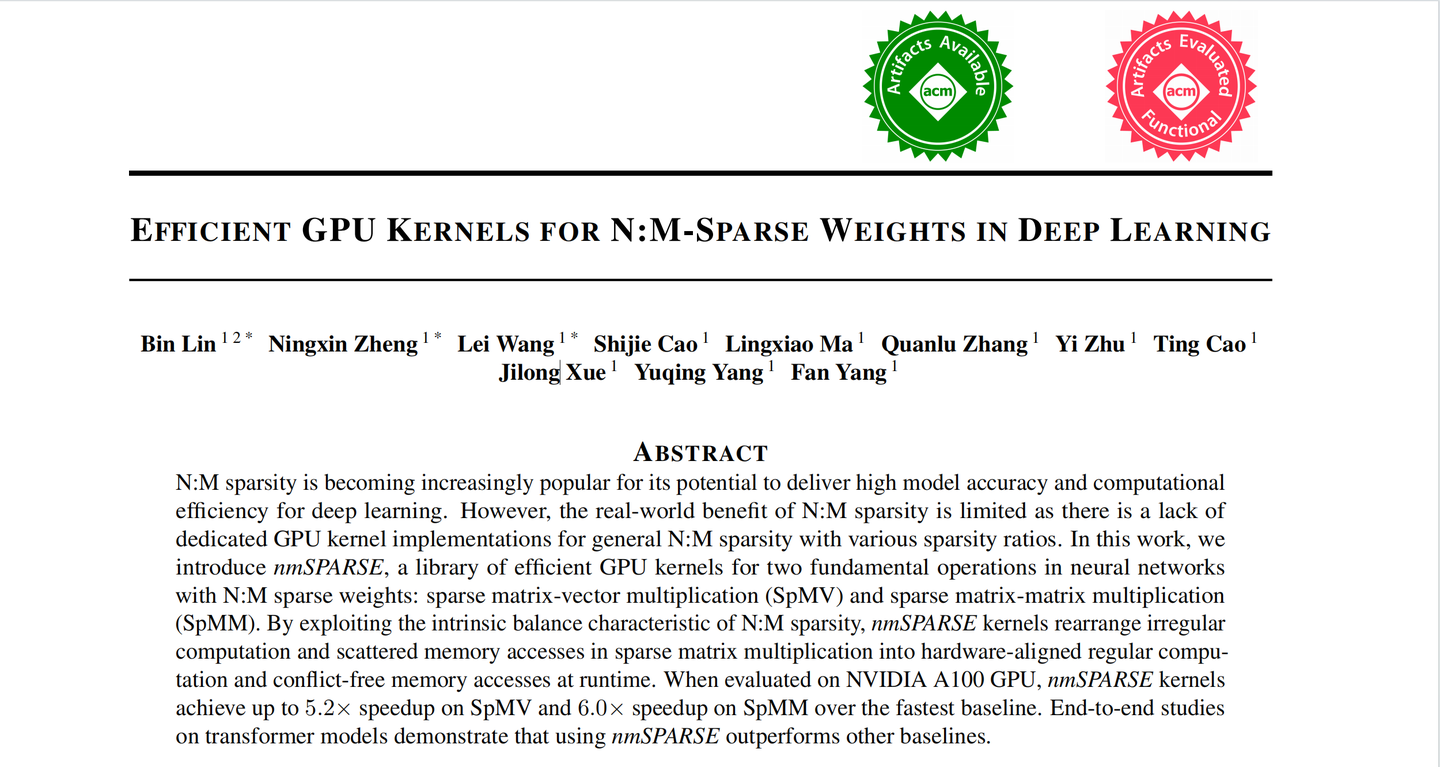 Artifacts Available
acm
Artifacts Evaluated
acm
Functional
EFFICIENT GPU KERNELS FOR N:M-SPARSE WEIGHTS IN DEEP LEARNING
Bin Lin 1 2 * Ningxin Zheng 1 * Lei Wang 1 * Shijie Cao 1 Lingxiao Ma 1 Quanlu Zhang 1 Yi Zhu 1 Ting Cao 1
Jilong Xue 1 Yuqing Yang 1 Fan Yang 1
ABSTRACT
N:M sparsity is becoming increasingly popular for its potential to deliver high model accuracy and computational
efficiency for deep learning. However, the real-world benefit of N:M sparsity is limited as there is a lack of
dedicated GPU kernel implementations for general N:M sparsity with various sparsity ratios. In this work, we
introduce nmSPARSE, a library of efficient GPU kernels for two fundamental operations in neural networks
with N:M sparse weights: sparse matrix-vector multiplication (SpMV) and sparse matrix-matrix multiplication
(SpMM). By exploiting the intrinsic balance characteristic of N:M sparsity, nmSPARSE kernels rearrange irregular
computation and scattered memory accesses in sparse matrix multiplication into hardware-aligned regular compu-
tation and conflict-free memory accesses at runtime. When evaluated on NVIDIA A100 GPU, nmSPARSE kernels
achieve up to 5.2× speedup on SpMV and 6.0× speedup on SpMM over the fastest baseline. End-to-end studies
on transformer models demonstrate that using nmSPARSE outperforms other baselines.